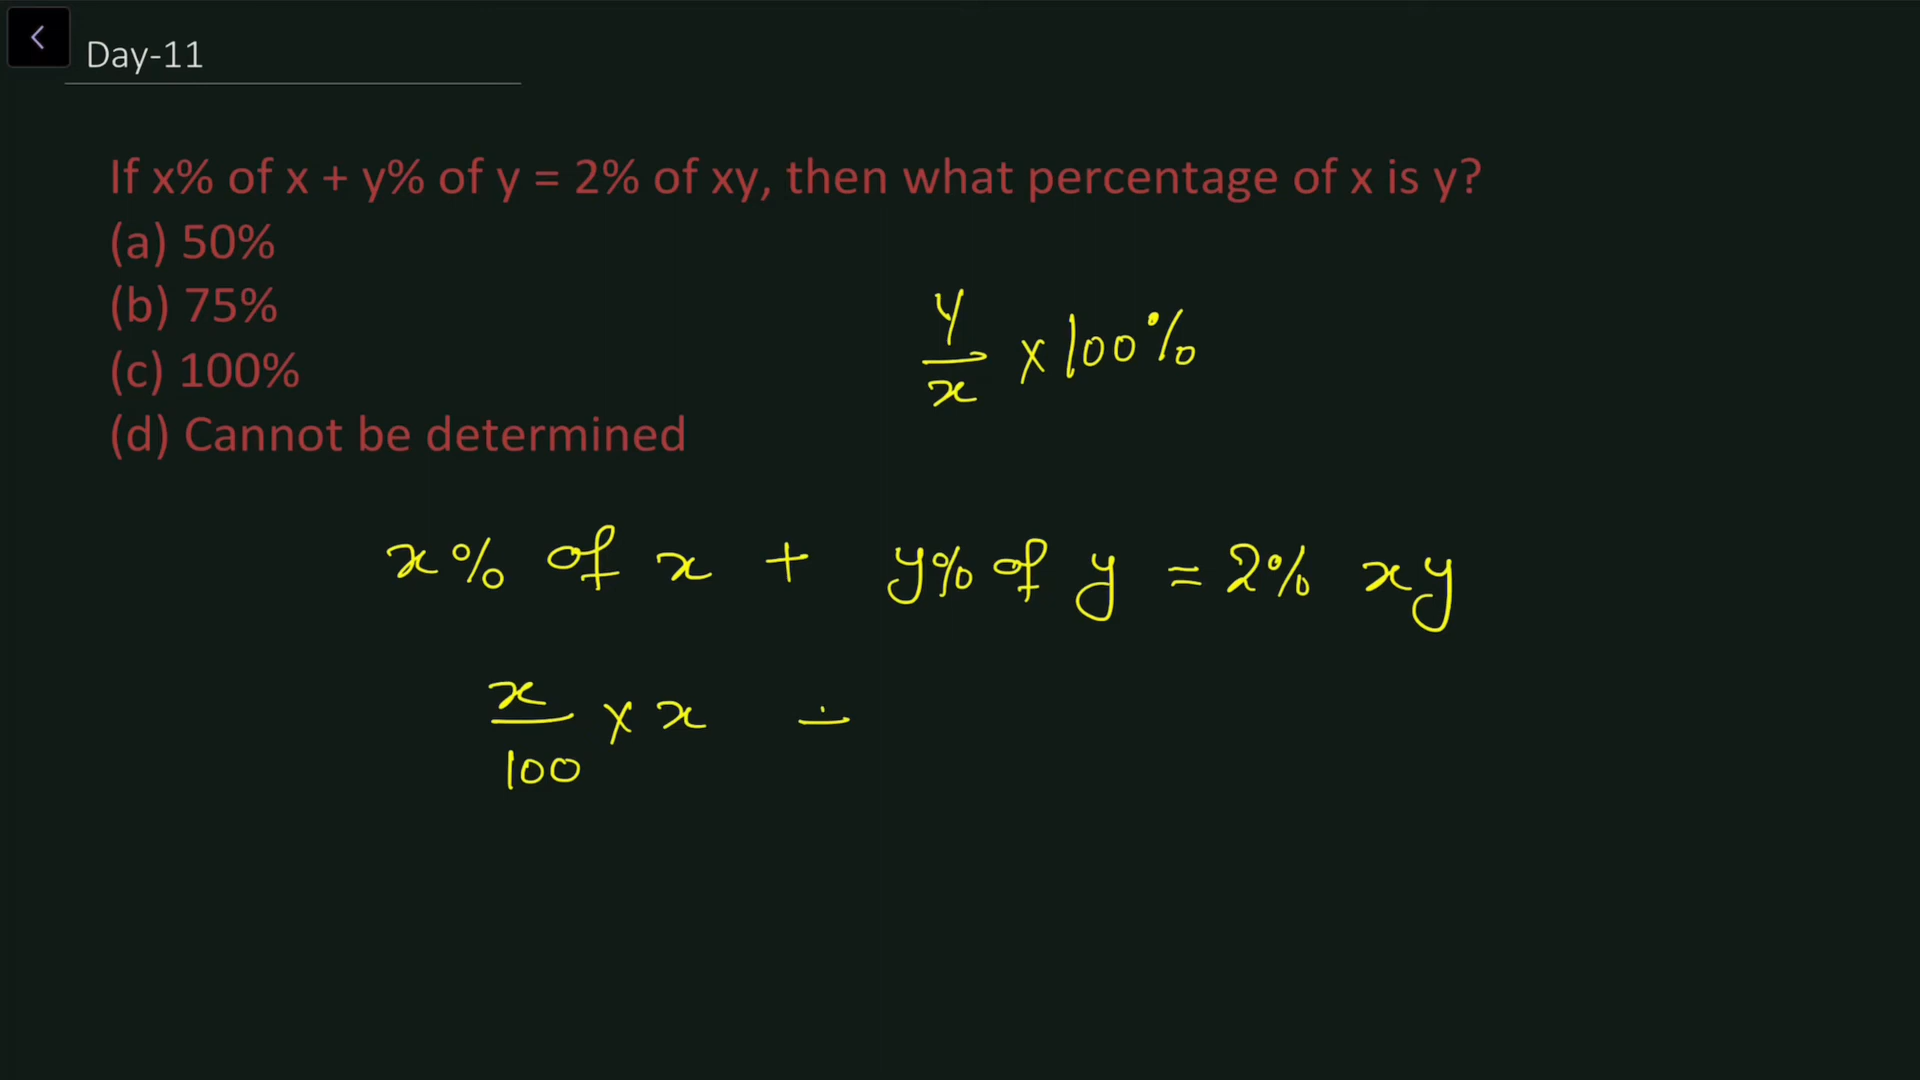 Day-11
If x% of x + y% of y = 2% of xy, then what percentage of x is y?
(a) 50%
(b) 75%
(c) 100%
(d) Cannot be determined
y
x
× 100%
x% of x + y% of y = 2% xy
x
100
× x